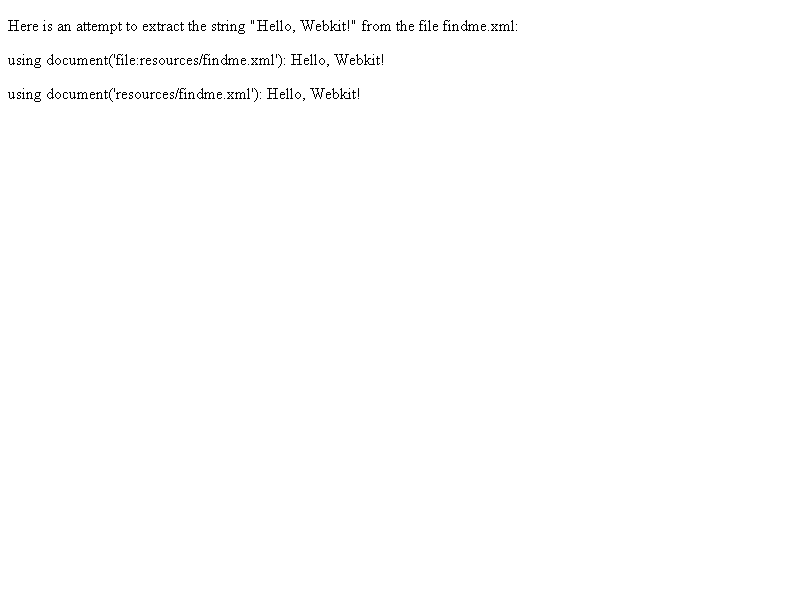 Here is an attempt to extract the string "Hello, Webkit!" from the file findme.xml:
using document('file:resources/findme.xml'): Hello, Webkit!
using document('resources/findme.xml'): Hello, Webkit!